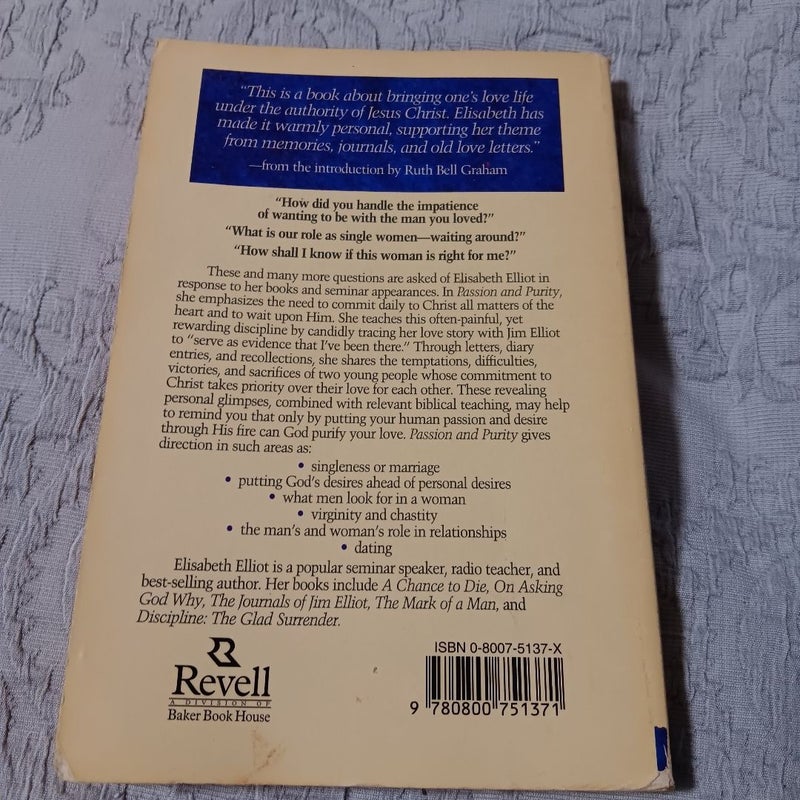 “This is a book about bringing one's love life
under the authority of Jesus Christ. Elisabeth has
made it warmly personal, supporting her theme
from memories, journals, and old love letters.”
—from the introduction by Ruth Bell Graham
“How did you handle the impatience
of wanting to be with the man you loved?”
“What is our role as single women—waiting around?”
“How shall I know if this woman is right for me?”
These and many more questions are asked of Elisabeth Elliot in
response to her books and seminar appearances. In Passion and Purity,
she emphasizes the need to commit daily to Christ all matters of the
heart and to wait upon Him. She teaches this often-painful, yet
rewarding discipline by candidly tracing her love story with Jim Elliot
to “serve as evidence that I've been there.” Through letters, diary
entries, and recollections, she shares the temptations, difficulties,
victories, and sacrifices of two young people whose commitment to
Christ takes priority over their love for each other. These revealing
personal glimpses, combined with relevant biblical teaching, may help
to remind you that only by putting your human passion and desire
through His fire can God purify your love. Passion and Purity gives
direction in such areas as:
• singleness or marriage
• putting God's desires ahead of personal desires
• what men look for in a woman
• virginity and chastity
• the man's and woman's role in relationships
• dating
Elisabeth Elliot is a popular seminar speaker, radio teacher, and
best-selling author. Her books include A Chance to Die, On Asking
God Why, The Journals of Jim Elliot, The Mark of a Man, and
Discipline: The Glad Surrender.
Revell
A DIVISION OF
Baker Book House
ISBN 0-8007-5137-X
9 780800 751371